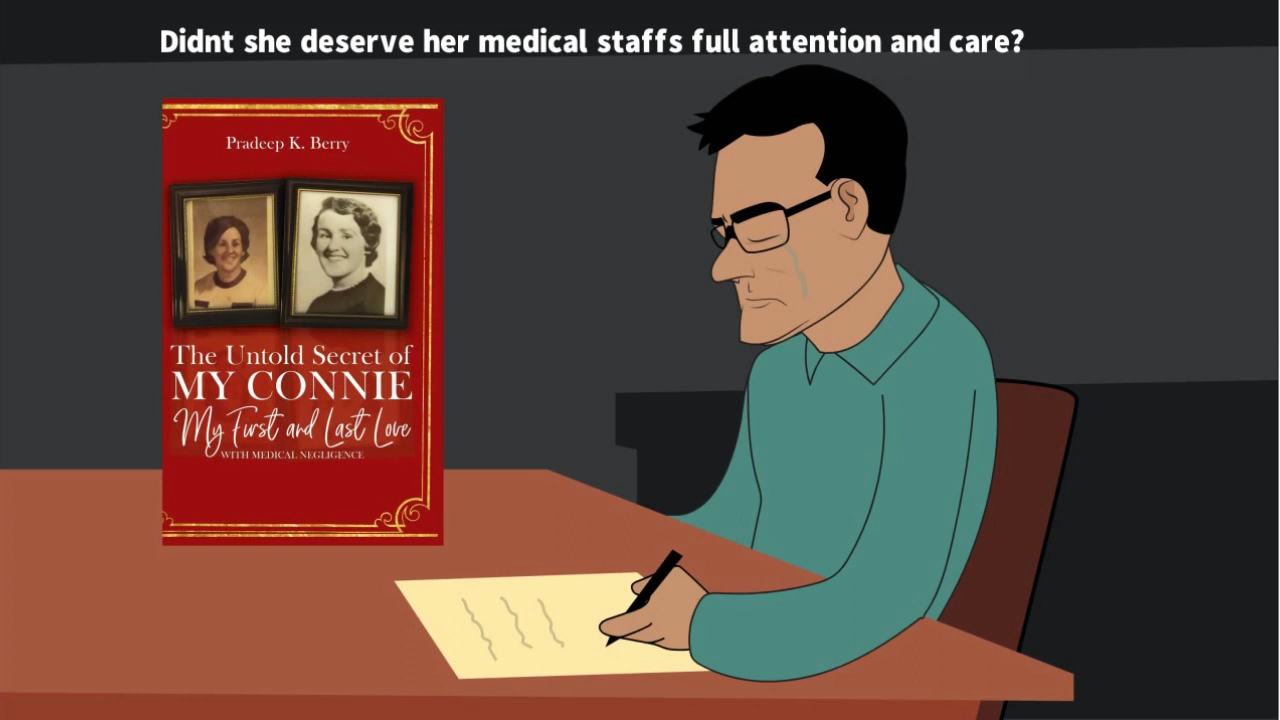 Didnt she deserve her medical staffs full attention and care?
Pradeep K. Berry
The Untold Secret of
MY CONNIE
My First and Last Love
WITH MEDICAL NEGLIGENCE